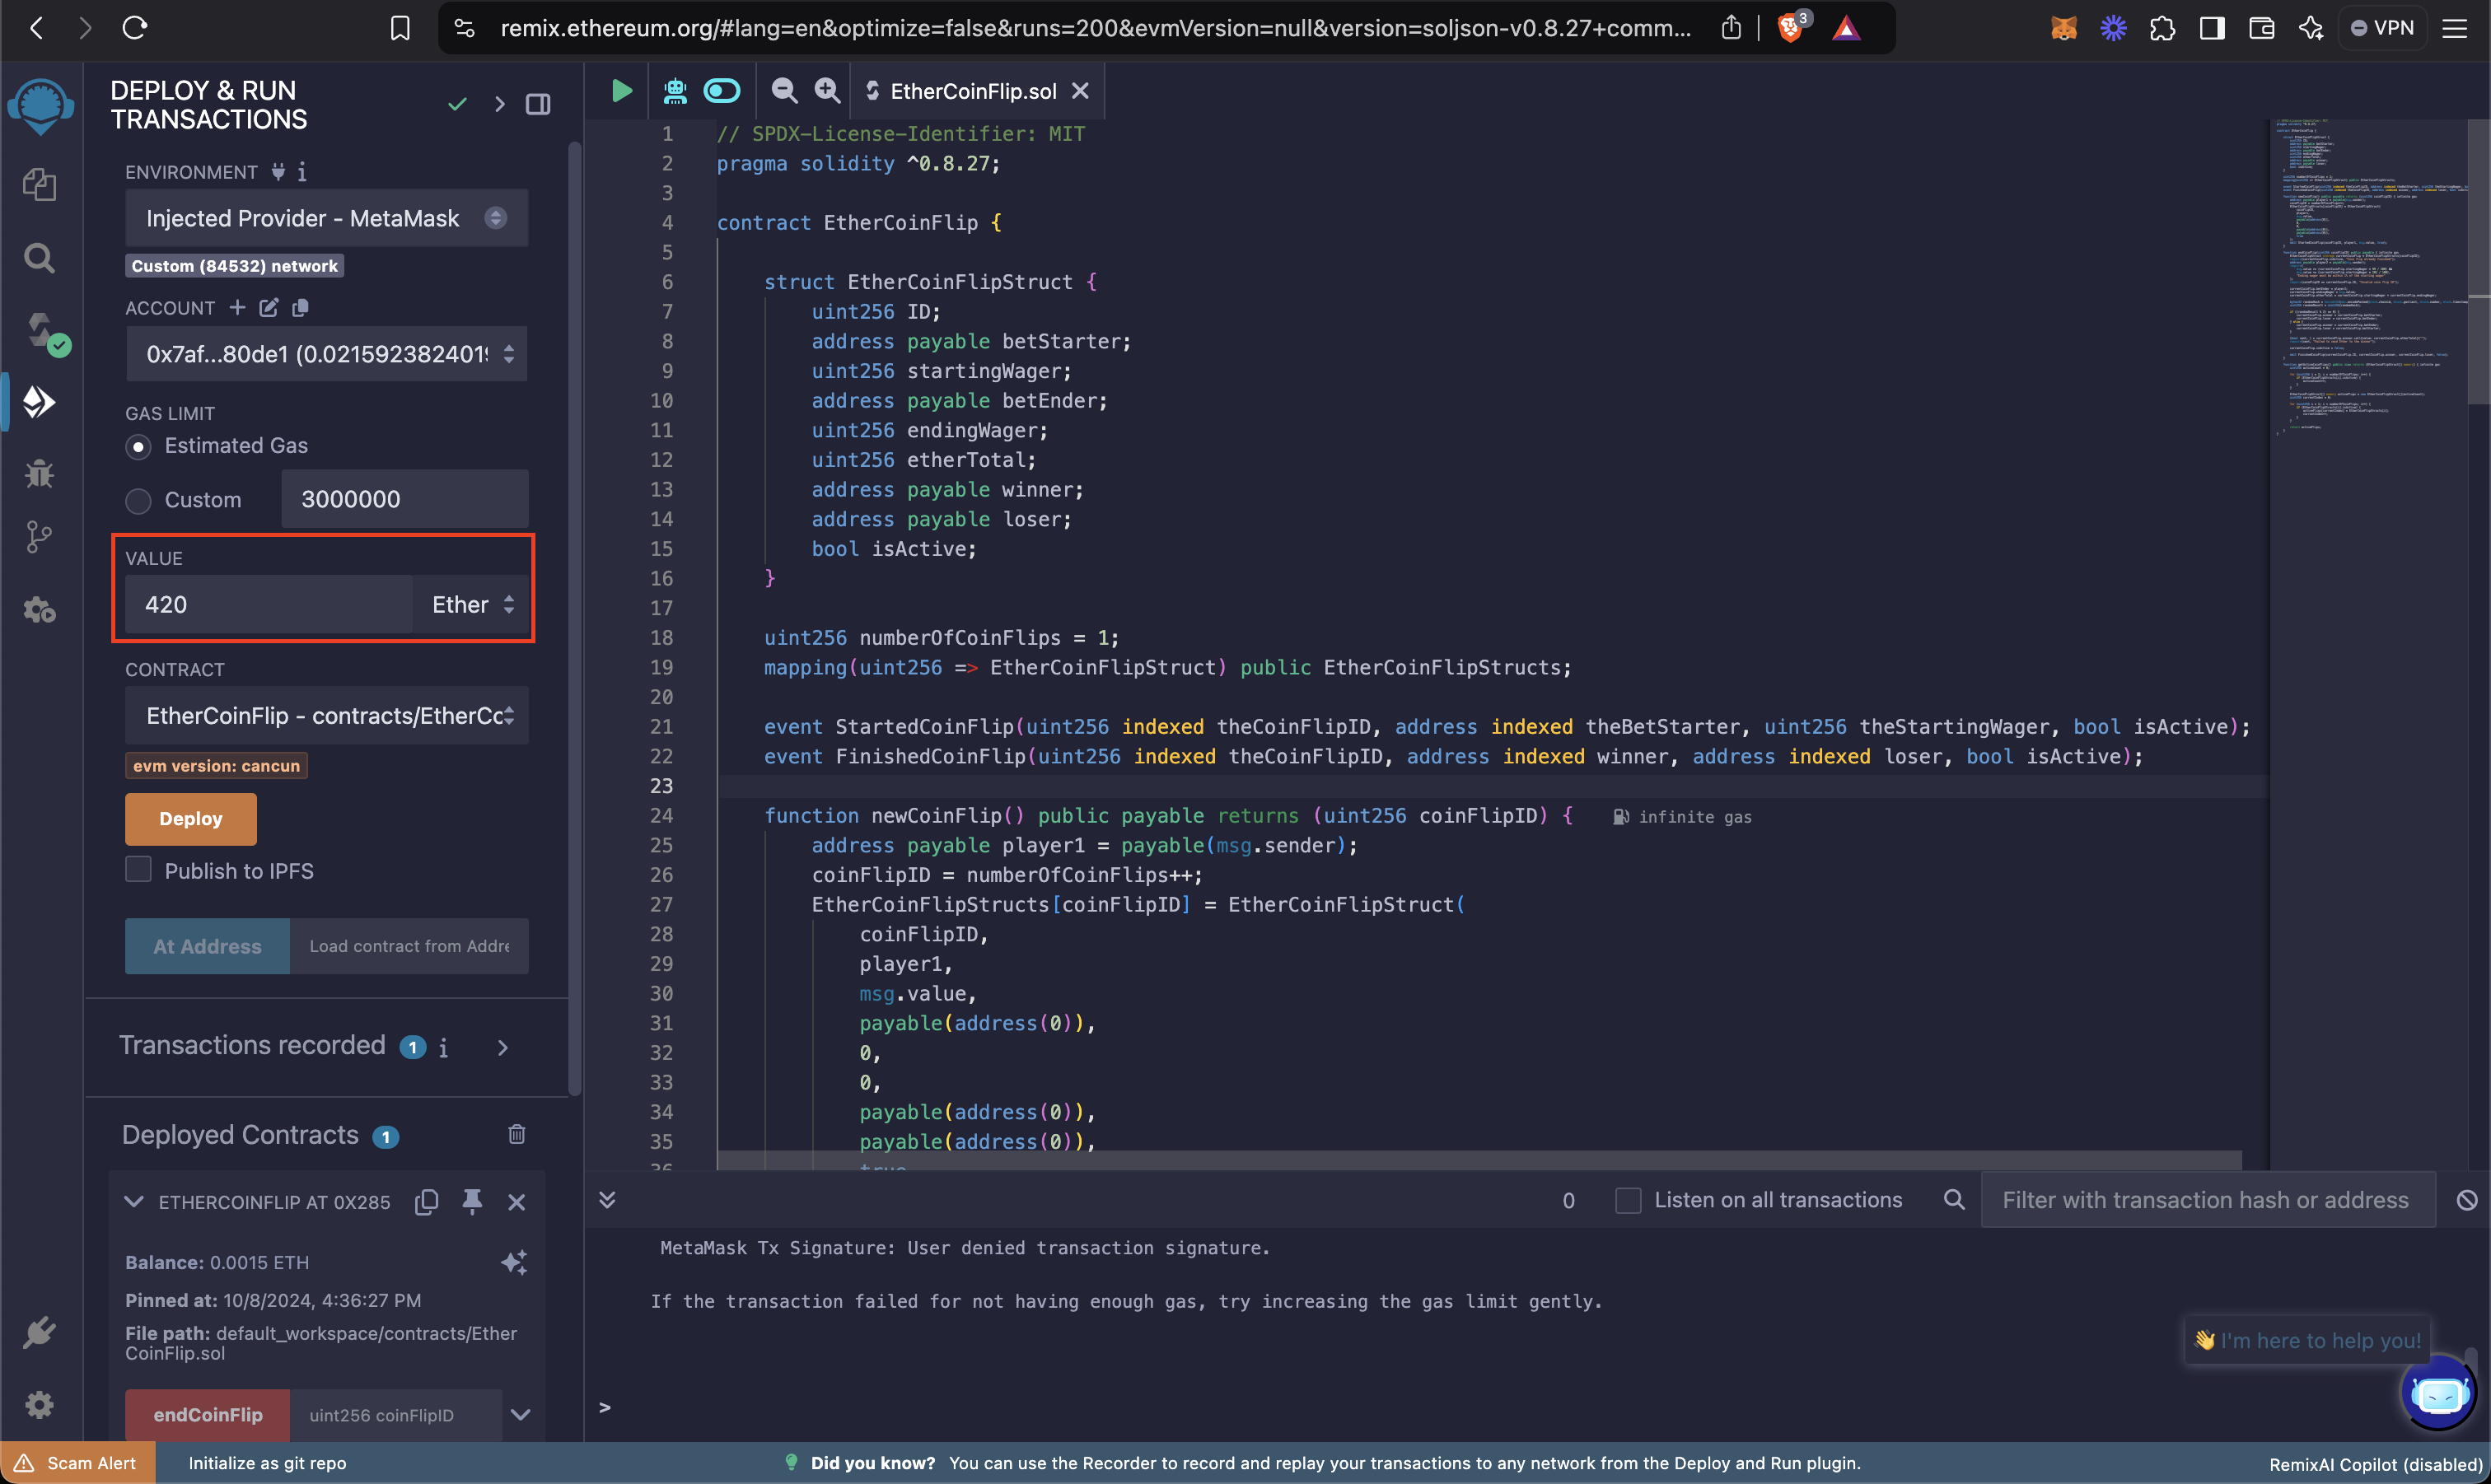 remix.ethereum.org/#lang=en&optimize=false&runs=200&evmVersion=null&version=soljson-v0.8.27+comm...
3
VPN
DEPLOY & RUN
TRANSACTIONS
ENVIRONMENT
Injected Provider - MetaMask
Custom (84532) network
ACCOUNT
0x7af...80de1 (0.021592382401
GAS LIMIT
Estimated Gas
Custom
3000000
VALUE
420
Ether
CONTRACT
EtherCoinFlip - contracts/EtherCo
evm version: cancun
Deploy
Publish to IPFS
At Address
Load contract from Addre
Transactions recorded 1
Deployed Contracts 1
ETHERCOINFLIP AT 0X285
Balance: 0.0015 ETH
Pinned at: 10/8/2024, 4:36:27 PM
File path: default_workspace/contracts/Ether
CoinFlip.sol
endCoinFlip
uint256 coinFlipID
EtherCoinFlip.sol
1 // SPDX-License-Identifier: MIT
2 pragma solidity ^0.8.27;
3
4 contract EtherCoinFlip {
5
6 struct EtherCoinFlipStruct {
7 uint256 ID;
8 address payable betStarter;
9 uint256 startingWager;
10 address payable betEnder;
11 uint256 endingWager;
12 uint256 etherTotal;
13 address payable winner;
14 address payable loser;
15 bool isActive;
16 }
17
18 uint256 numberOfCoinFlips = 1;
19 mapping(uint256 => EtherCoinFlipStruct) public EtherCoinFlipStructs;
20
21 event StartedCoinFlip(uint256 indexed theCoinFlipID, address indexed theBetStarter, uint256 theStartingWager, bool isActive);
22 event FinishedCoinFlip(uint256 indexed theCoinFlipID, address indexed winner, address indexed loser, bool isActive);
23
24 function newCoinFlip() public payable returns (uint256 coinFlipID) { infinite gas
25 address payable player1 = payable(msg.sender);
26 coinFlipID = numberOfCoinFlips++;
27 EtherCoinFlipStructs[coinFlipID] = EtherCoinFlipStruct(
28 coinFlipID,
29 player1,
30 msg.value,
31 payable(address(0)),
32 0,
33 0,
34 payable(address(0)),
35 payable(address(0)),
36 true
0
Listen on all transactions
Filter with transaction hash or address
MetaMask Tx Signature: User denied transaction signature.
If the transaction failed for not having enough gas, try increasing the gas limit gently.
>
👋 I'm here to help you!
Scam Alert
Initialize as git repo
Did you know? You can use the Recorder to record and replay your transactions to any network from the Deploy and Run plugin.
RemixAI Copilot (disabled)